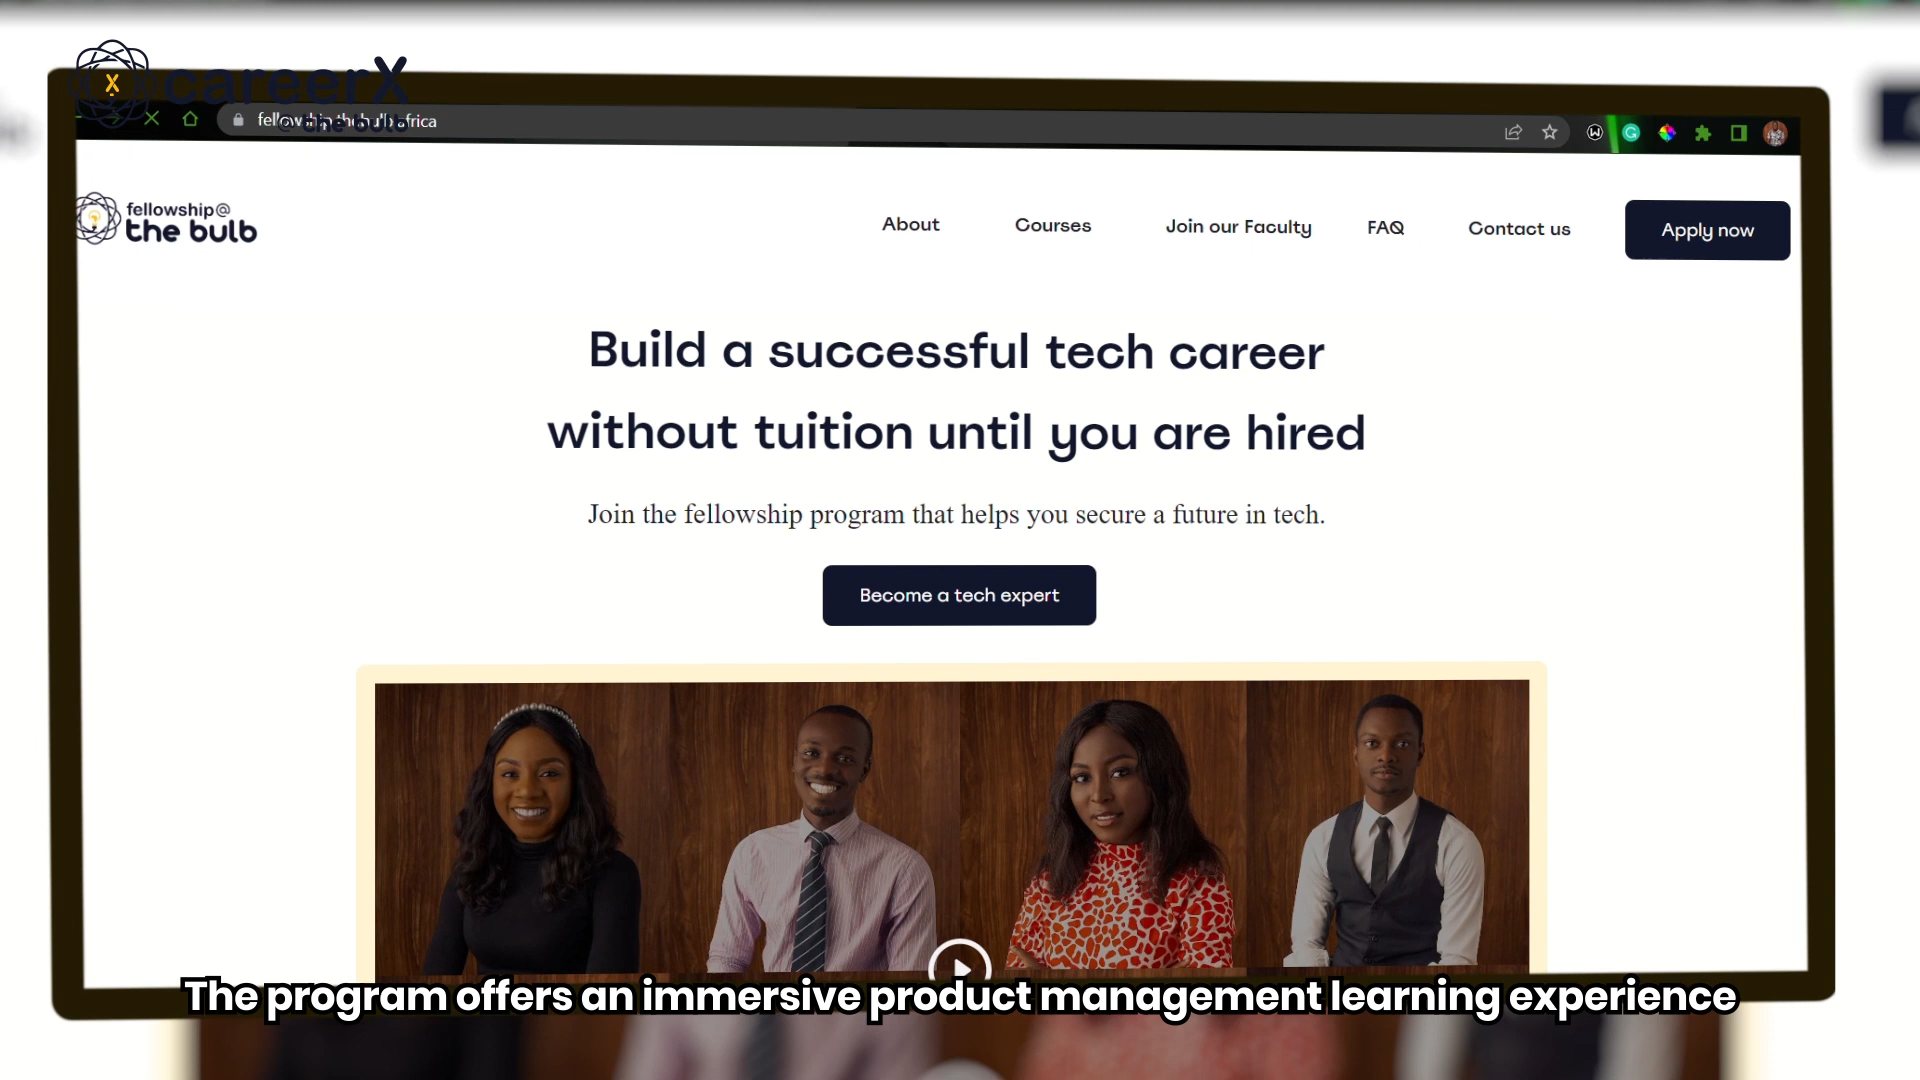 X careerX
@ the bulb
fellowship.thebulb.africa
fellowship@
the bulb
About
Courses
Join our Faculty
FAQ
Contact us
Apply now
Build a successful tech career
without tuition until you are hired
Join the fellowship program that helps you secure a future in tech.
Become a tech expert
The program offers an immersive product management learning experience